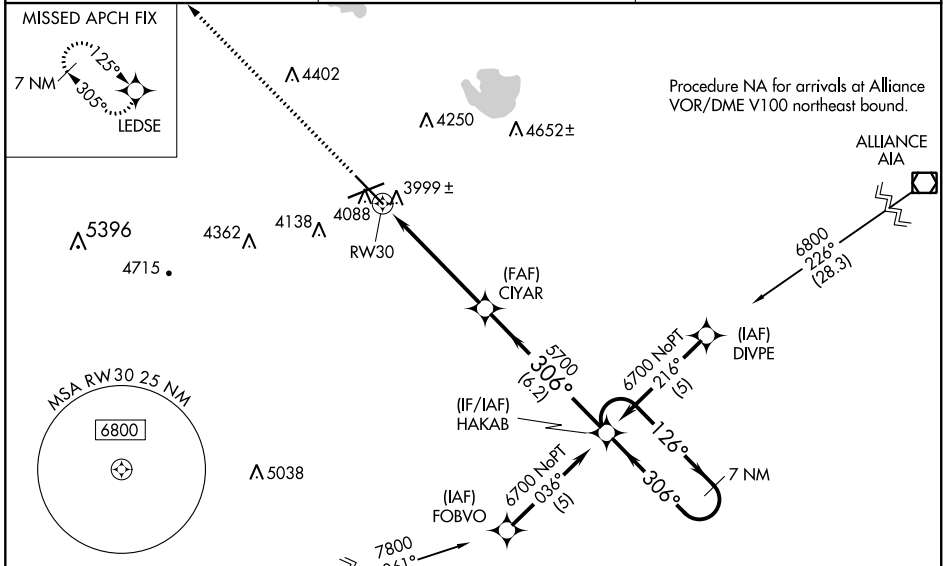 MISSED APCH FIX
125°
7 NM
305°
LEDSE
4402
4250
4652±
Procedure NA for arrivals at Alliance
VOR/DME V100 northeast bound.
ALLIANCE
AIA
3999±
4088
4138
4362
5396
4715
RW30
6800
226°
(28.3)
(FAF)
CIYAR
(IAF)
DIVPE
5700
306°
(6.2)
6700 NoPT
216°
(5)
(IF/IAF)
HAKAB
126°
306°
7 NM
MSA RW30 25 NM
6800
5038
6700 NoPT
036°
(5)
(IAF)
FOBVO
7800